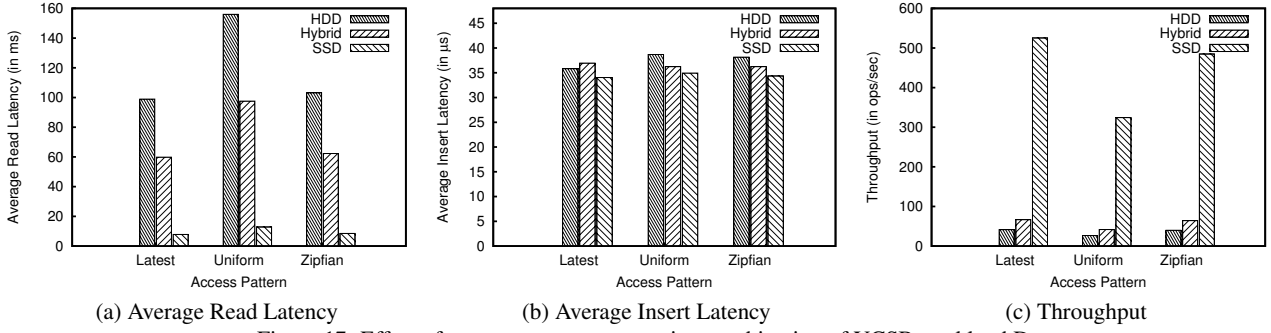 160
140
120
100
80
60
40
20
0
Average Read Latency (in ms)
HDD
Hybrid
SSD
Latest Uniform Zipfian
Access Pattern
(a) Average Read Latency
45
40
35
30
25
20
15
10
5
0
Average Insert Latency (in µs)
HDD
Hybrid
SSD
Latest Uniform Zipfian
Access Pattern
(b) Average Insert Latency
600
500
400
300
200
100
0
Throughput (in ops/sec)
HDD
Hybrid
SSD
Latest Uniform Zipfian
Access Pattern
(c) Throughput